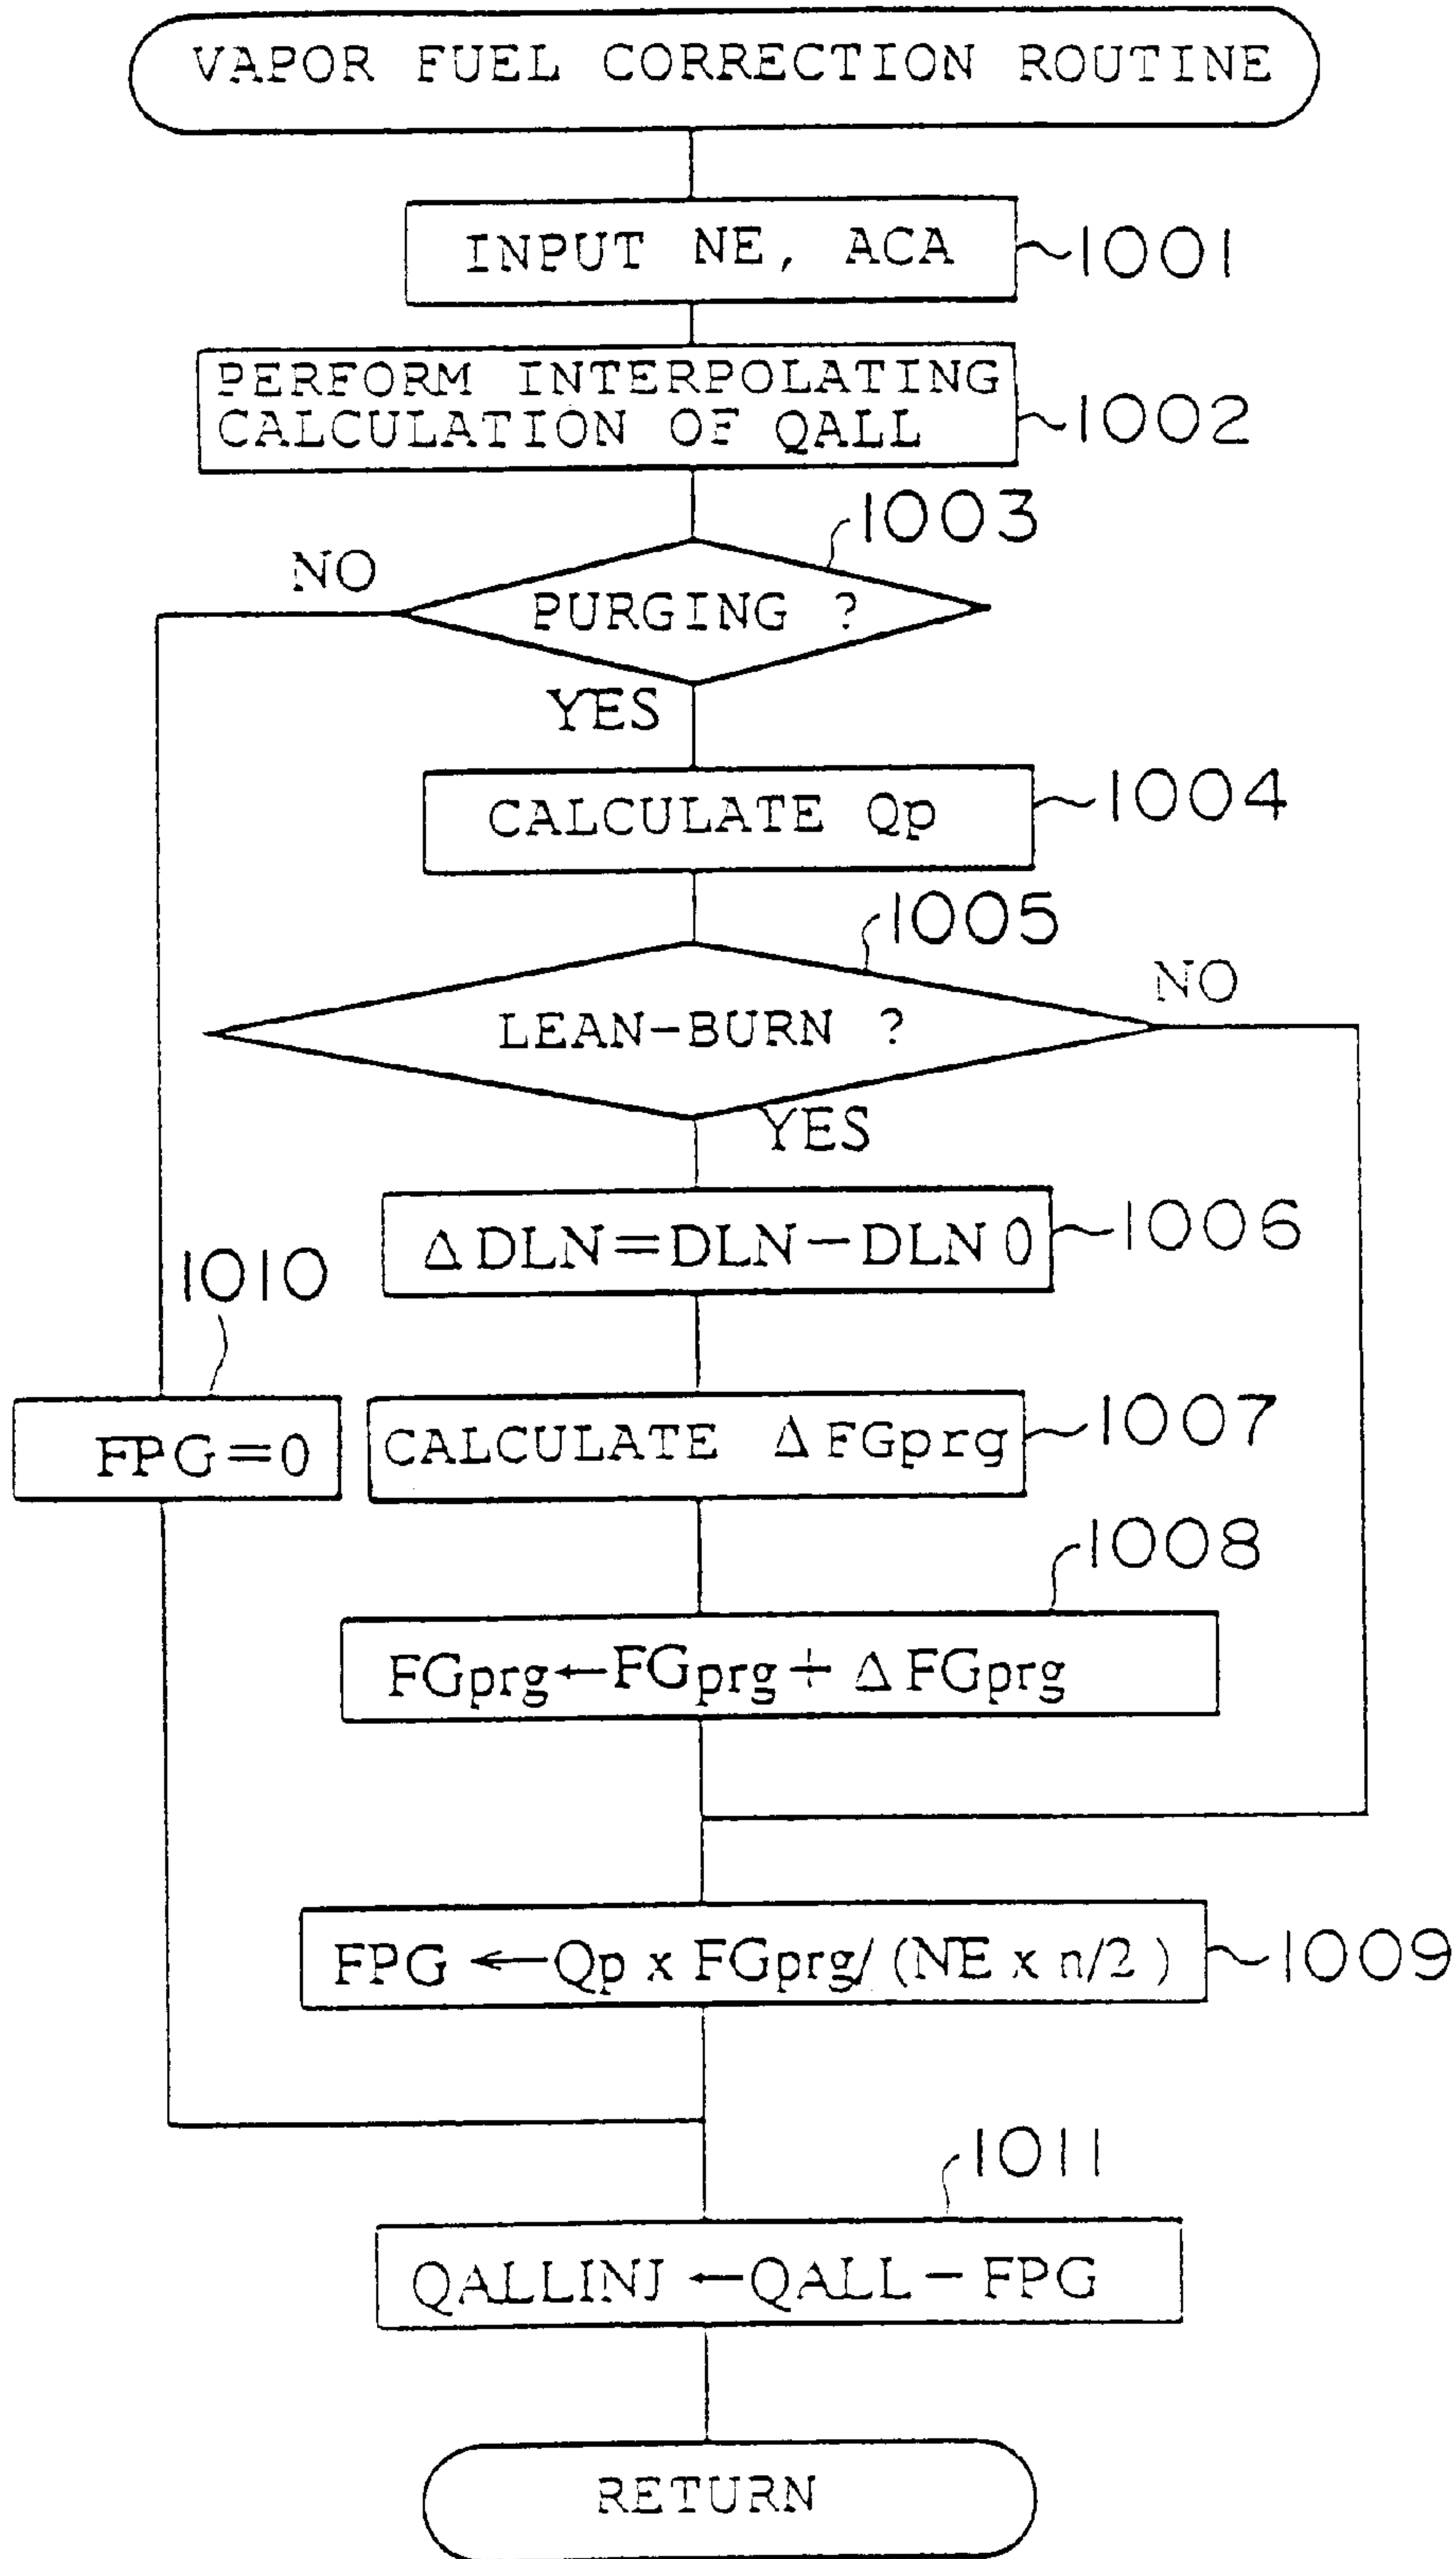 VAPOR FUEL CORRECTION ROUTINE
INPUT NE, ACA
1001
PERFORM INTERPOLATING
CALCULATION OF QALL
1002
1003
NO
PURGING ?
YES
CALCULATE Qp
1004
1005
NO
LEAN-BURN ?
YES
ΔDLN=DLN-DLN0
1006
1010
FPG=0
CALCULATE ΔFGprg
1007
1008
FGprg←FGprg+ΔFGprg
FPG ←Qp x FGprg/(NE x n/2)
1009
1011
QALLINJ ←QALL-FPG
RETURN